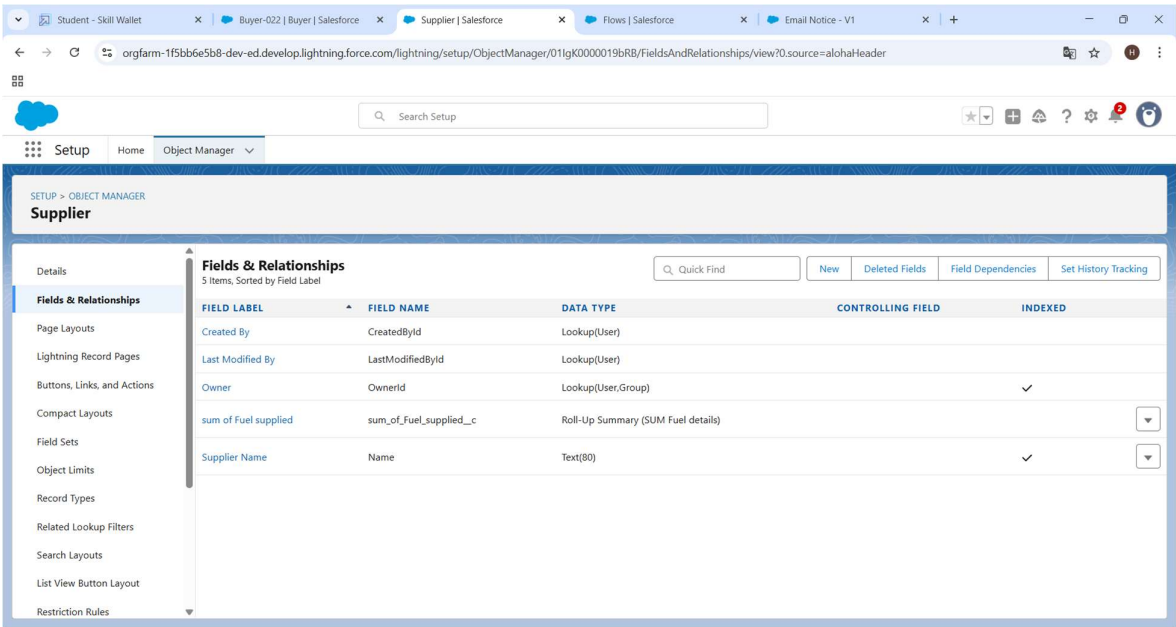 Student - Skill Wallet
Buyer-022 | Buyer | Salesforce
Supplier | Salesforce
Flows | Salesforce
Email Notice - V1
orgfarm-1f5bb6e5b8-dev-ed.develop.lightning.force.com/lightning/setup/ObjectManager/01IgK0000019bRB/FieldsAndRelationships/view?0.source=alohaHeader
H
Search Setup
2
Setup Home Object Manager
SETUP > OBJECT MANAGER
Supplier
Details
Fields & Relationships
Page Layouts
Lightning Record Pages
Buttons, Links, and Actions
Compact Layouts
Field Sets
Object Limits
Record Types
Related Lookup Filters
Search Layouts
List View Button Layout
Restriction Rules
Fields & Relationships
5 Items, Sorted by Field Label
Quick Find
New Deleted Fields Field Dependencies Set History Tracking
FIELD LABEL FIELD NAME DATA TYPE CONTROLLING FIELD INDEXED
Created By CreatedById Lookup(User)
Last Modified By LastModifiedById Lookup(User)
Owner OwnerId Lookup(User,Group)
sum of Fuel supplied sum_of_Fuel_supplied__c Roll-Up Summary (SUM Fuel details)
Supplier Name Name Text(80)